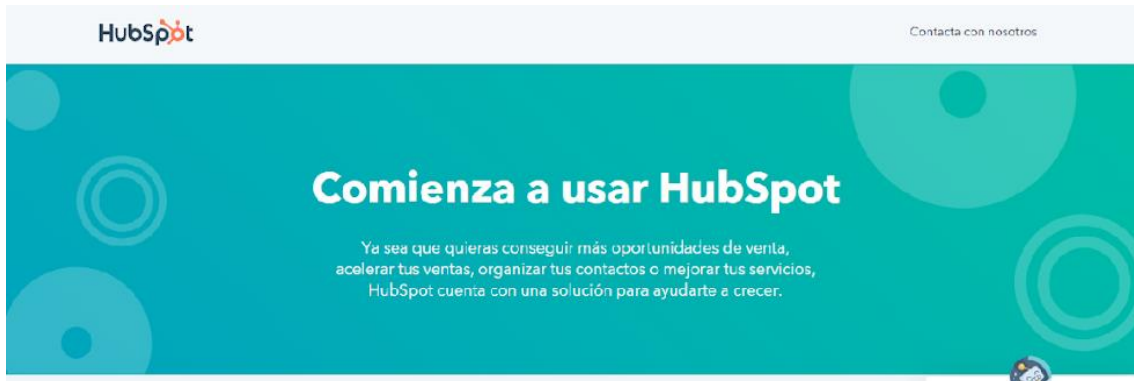 HubSpot
Contacta con nosotros
Comienza a usar HubSpot
Ya sea que quieras conseguir más oportunidades de venta,
acelerar tus ventas, organizar tus contactos o mejorar tus servicios,
HubSpot cuenta con una solución para ayudarte a crecer.